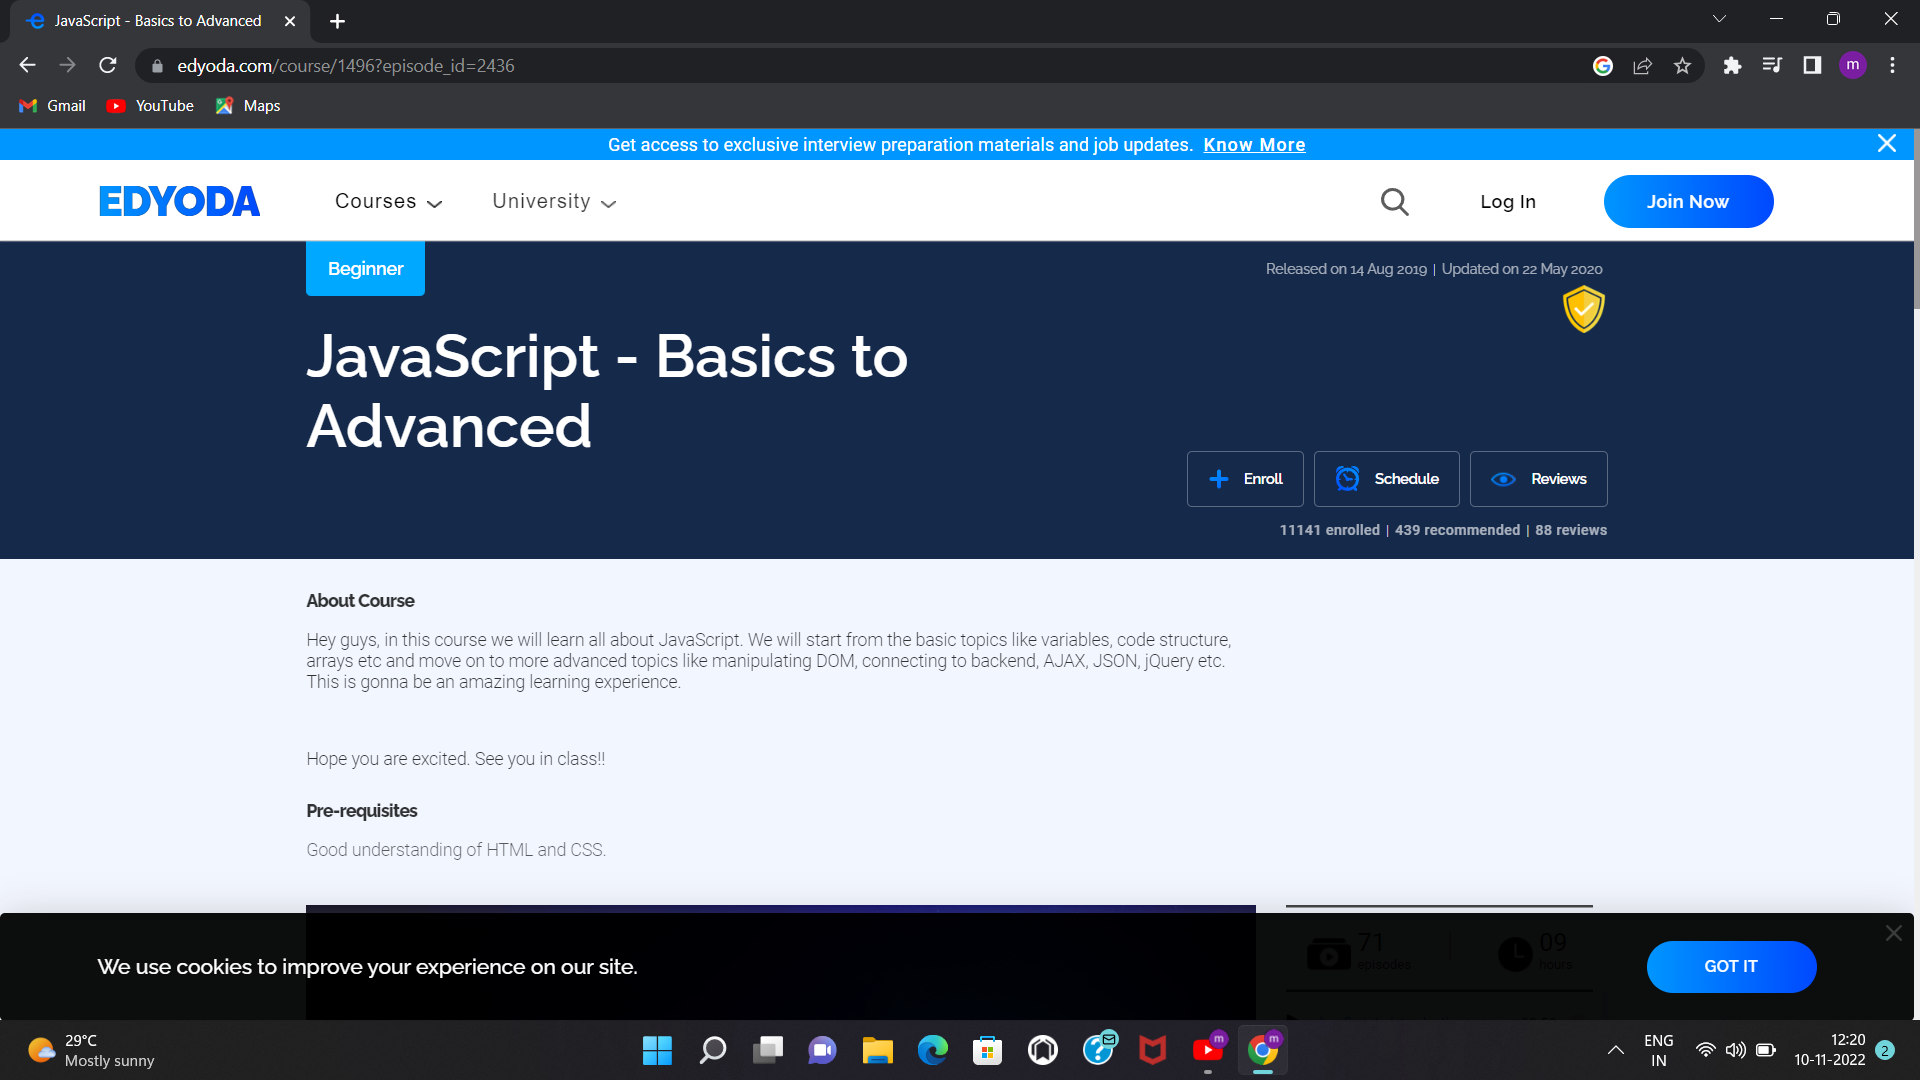 JavaScript - Basics to Advanced
edyoda.com/course/1496?episode_id=2436
m
Gmail
YouTube
Maps
Get access to exclusive interview preparation materials and job updates. Know More
EDYODA
Courses
University
Log In
Join Now
Beginner
Released on 14 Aug 2019 | Updated on 22 May 2020
JavaScript - Basics to
Advanced
Enroll
Schedule
Reviews
11141 enrolled | 439 recommended | 88 reviews
About Course
Hey guys, in this course we will learn all about JavaScript. We will start from the basic topics like variables, code structure,
arrays etc and move on to more advanced topics like manipulating DOM, connecting to backend, AJAX, JSON, jQuery etc.
This is gonna be an amazing learning experience.
Hope you are excited. See you in class!!
Pre-requisites
Good understanding of HTML and CSS.
71
episodes
09
hours
We use cookies to improve your experience on our site.
GOT IT
29°C
Mostly sunny
m
m
ENG
IN
12:20
10-11-2022
2